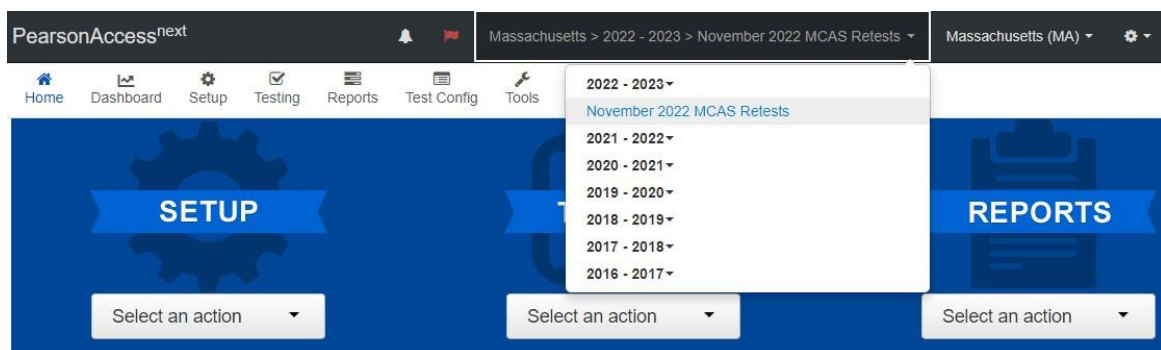 PearsonAccessnext
Massachusetts > 2022 - 2023 > November 2022 MCAS Retests
Massachusetts (MA)
Home
Dashboard
Setup
Testing
Reports
Test Config
Tools
2022 - 2023
November 2022 MCAS Retests
2021 - 2022
2020 - 2021
2019 - 2020
2018 - 2019
2017 - 2018
2016 - 2017
SETUP
T
REPORTS
Select an action
Select an action
Select an action